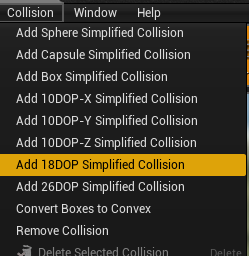 Collision Window Help
Add Sphere Simplified Collision
Add Capsule Simplified Collision
Add Box Simplified Collision
Add 10DOP-X Simplified Collision
Add 10DOP-Y Simplified Collision
Add 10DOP-Z Simplified Collision
Add 18DOP Simplified Collision
Add 26DOP Simplified Collision
Convert Boxes to Convex
Remove Collision
Delete Selected Collision Delete